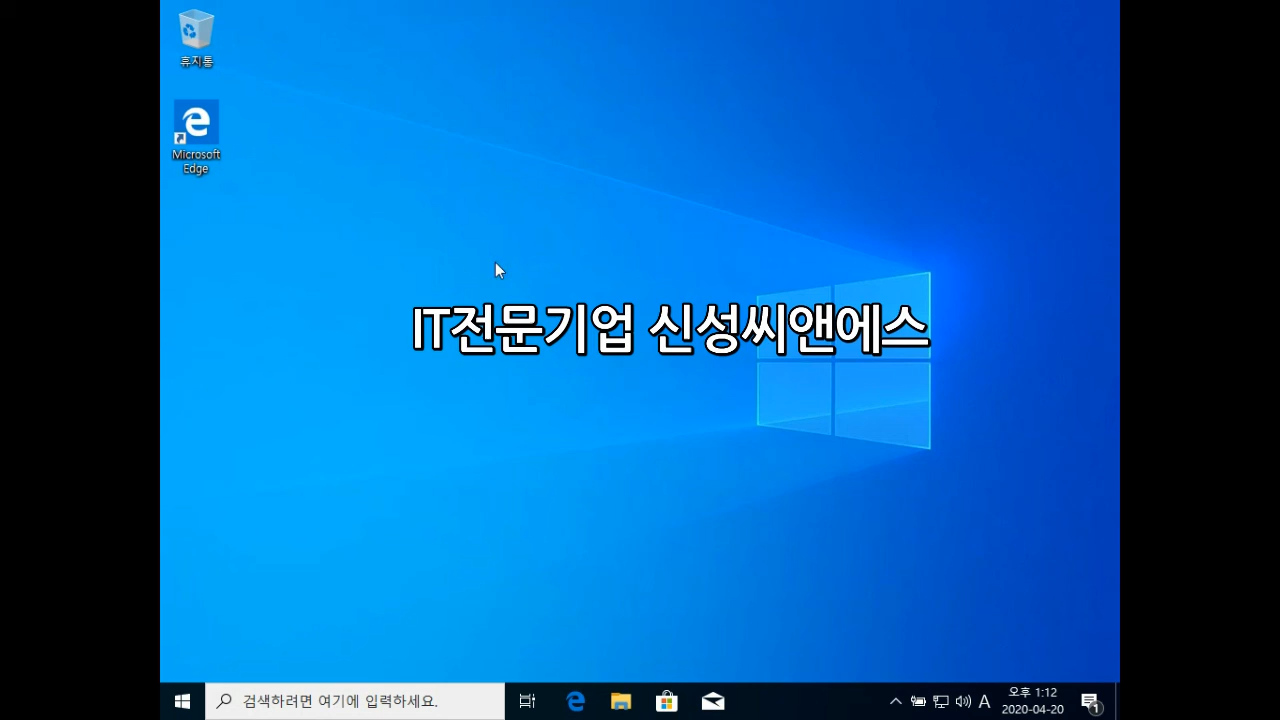 휴지통
Microsoft
Edge
IT전문기업 신성씨앤에스
검색하려면 여기에 입력하세요.
A
오후 1:12
2020-04-20
1